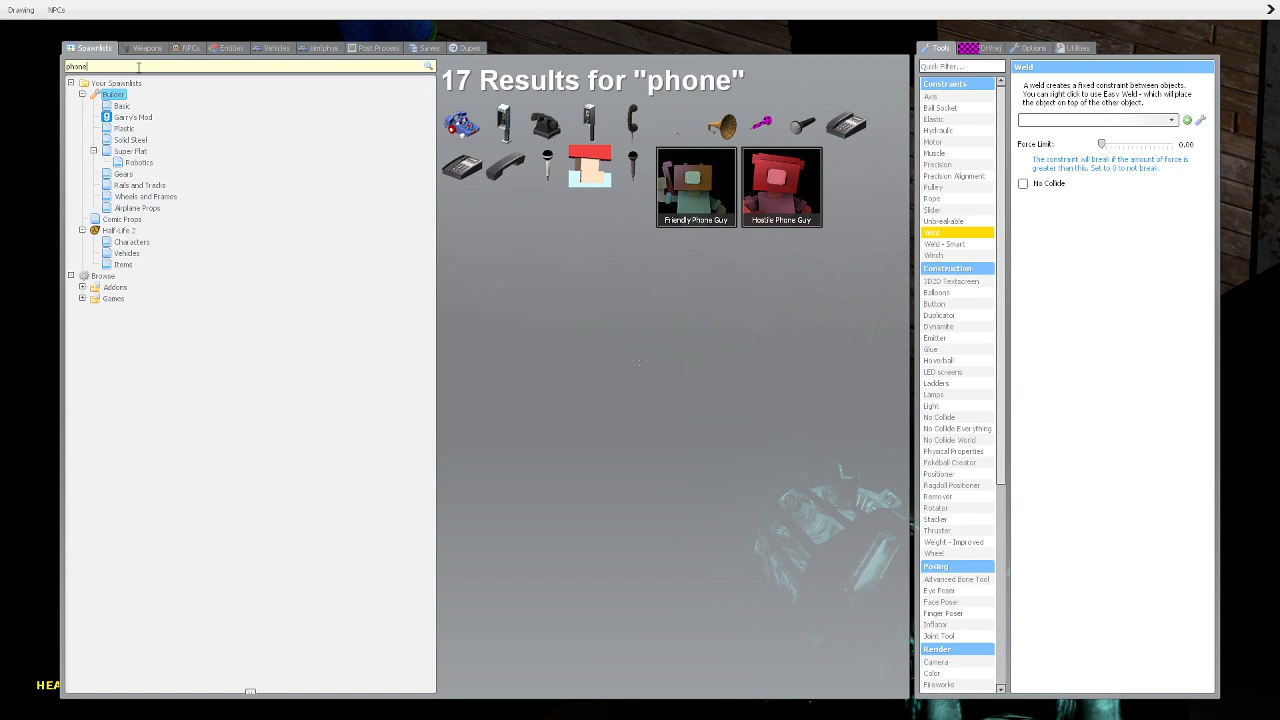 Drawing NPCs
Spawnlists Weapons NPCs Entities Vehicles simfphys Post Process Saves Dupes
phone
Your Spawnlists
Builder
Basic
Garry's Mod
Plastic
Solid Steel
Super Flat
Robotics
Gears
Rails and Tracks
Wheels and Frames
Airplane Props
Comic Props
Half-Life 2
Characters
Vehicles
Items
Browse
Addons
Games
17 Results for "phone"
Friendly Phone Guy
Hostile Phone Guy
Tools DrVrej Options Utilities
Quick Filter...
Constraints
Axis
Ball Socket
Elastic
Hydraulic
Motor
Muscle
Precision
Precision Alignment
Pulley
Rope
Slider
Unbreakable
Weld
Weld - Smart
Winch
Construction
3D2D Textscreen
Balloons
Button
Duplicator
Dynamite
Emitter
Glue
Hoverball
LED screens
Ladders
Lamps
Light
No Collide
No Collide Everything
No Collide World
Physical Properties
Pokéball Creator
Positioner
Ragdoll Positioner
Remover
Rotator
Stacker
Thruster
Weight - Improved
Wheel
Posing
Advanced Bone Tool
Eye Poser
Face Poser
Finger Poser
Inflator
Joint Tool
Render
Camera
Color
Fireworks
Weld
A weld creates a fixed constraint between objects.
You can right click to use Easy Weld - which will place
the object on top of the other object.
Force Limit: 0.00
The constraint will break if the amount of force is
greater than this. Set to 0 to not break.
No Collide
HEA